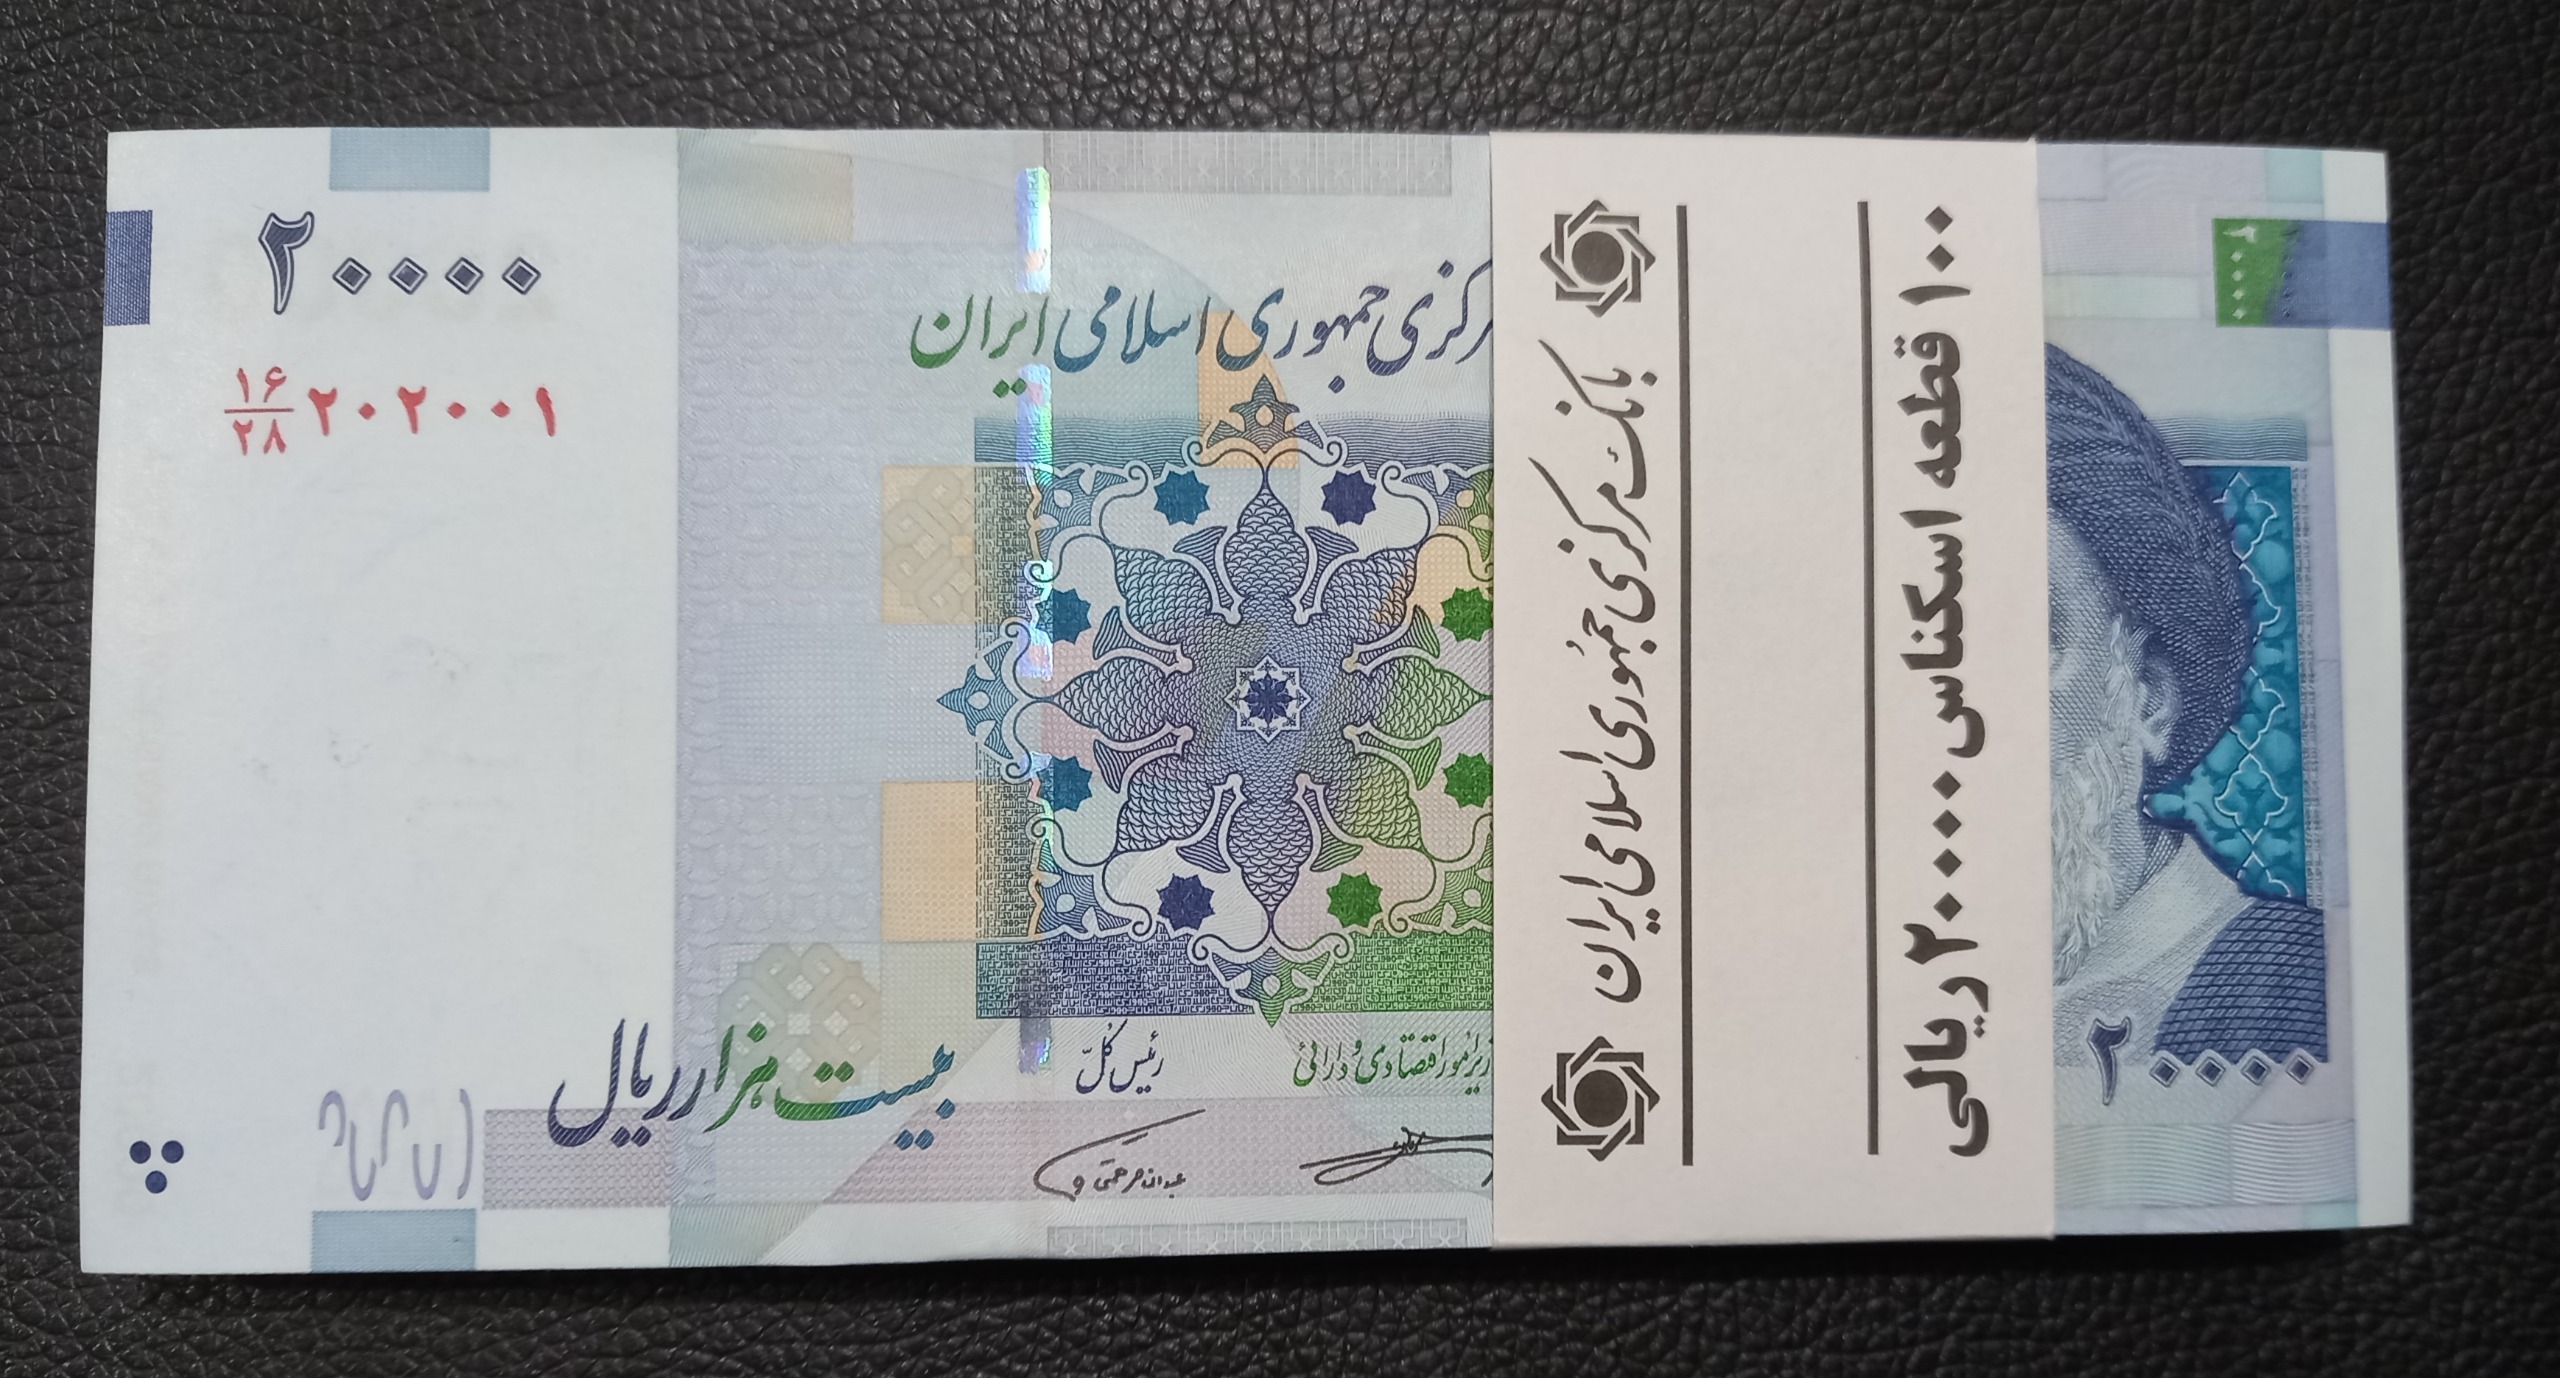 ۲۰۰۰۰
۱۶/۲۸ ۲۰۲۰۰۱
مرکزی جمهوری اسلامی ایران
بیست هزار ریال
رئیس کل
وزیر امور اقتصادی و دارائی
بانک مرکزی جمهوری اسلامی ایران
۱۰۰ قطعه اسکناس ۲۰۰۰۰ ریالی
۲۰۰۰۰
۲۰۰۰۰